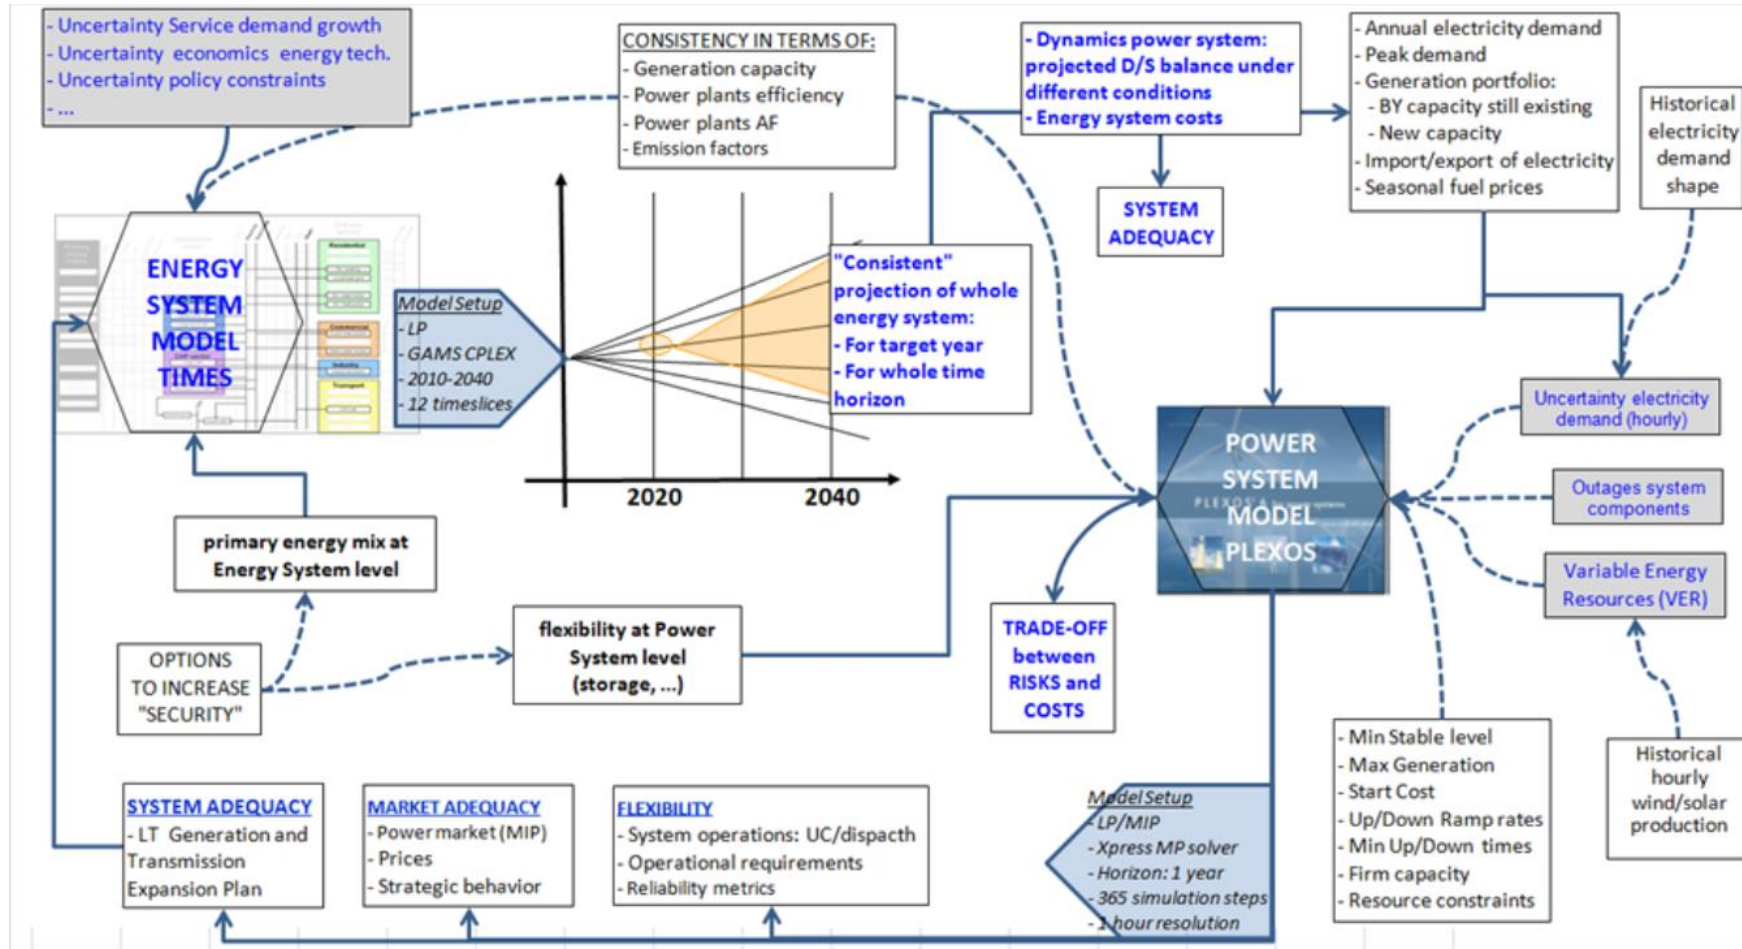 - Uncertainty Service demand growth
- Uncertainty economics energy tech.
- Uncertainty policy constraints
- ...
CONSISTENCY IN TERMS OF:
- Generation capacity
- Power plants efficiency
- Power plants AF
- Emission factors
- Dynamics power system:
projected D/S balance under
different conditions
- Energy system costs
- Annual electricity demand
- Peak demand
- Generation portfolio:
- BY capacity still existing
- New capacity
- Import/export of electricity
- Seasonal fuel prices
Historical
electricity
demand
shape
SYSTEM
ADEQUACY
ENERGY
SYSTEM
MODEL
TIMES
Residential
Commercial
Industry
Transport
Model Setup
- LP
- GAMS CPLEX
- 2010-2040
- 12 timeslices
"Consistent"
projection of whole
energy system:
- For target year
- For whole time
horizon
2020
2040
POWER
SYSTEM
PLEXOS
MODEL
PLEXOS
Uncertainty electricity
demand (hourly)
Outages system
components
Variable Energy
Resources (VER)
primary energy mix at
Energy System level
OPTIONS
TO INCREASE
"SECURITY"
flexibility at Power
System level
(storage, ...)
TRADE-OFF
between
RISKS and
COSTS
- Min Stable level
- Max Generation
- Start Cost
- Up/Down Ramp rates
- Min Up/Down times
- Firm capacity
- Resource constraints
Historical
hourly
wind/solar
production
SYSTEM ADEQUACY
- LT Generation and
Transmission
Expansion Plan
MARKET ADEQUACY
- Power market (MIP)
- Prices
- Strategic behavior
FLEXIBILITY
- System operations: UC/dispacth
- Operational requirements
- Reliability metrics
Model Setup
- LP/MIP
- Xpress MP solver
- Horizon: 1 year
- 365 simulation steps
- 1 hour resolution